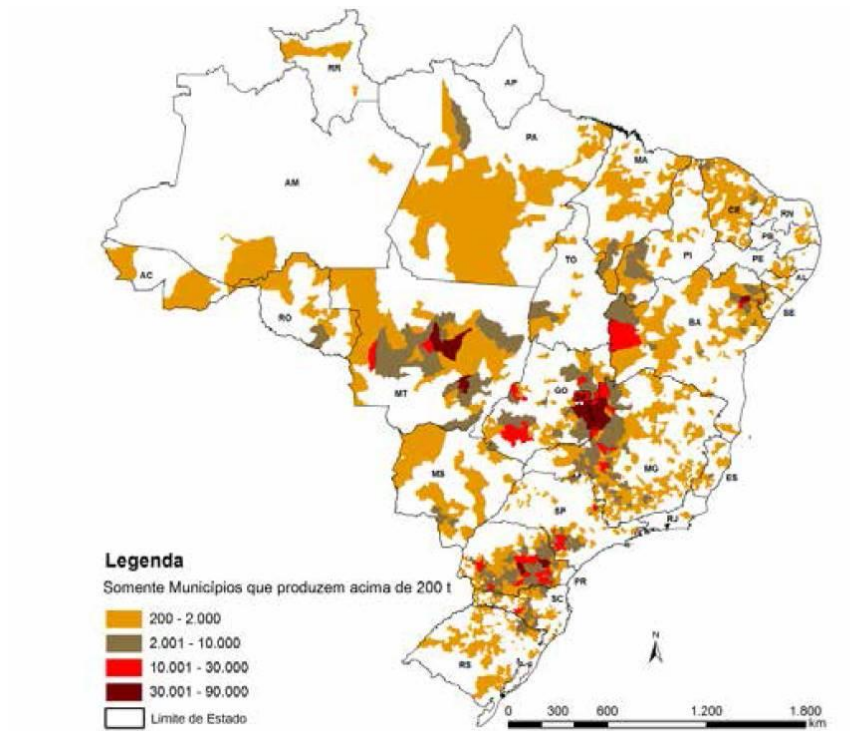 RR
AP
AM
PA
MA
CE
RN
PB
PE
AL
SE
PI
TO
AC
RO
BA
MT
GO
MG
ES
MS
SP
RJ
PR
SC
RS
Legenda
Somente Municípios que produzem acima de 200 t
200 - 2.000
2.001 - 10.000
10.001 - 30.000
30.001 - 90.000
Limite de Estado
N
0 300 600 1.200 1.800
km